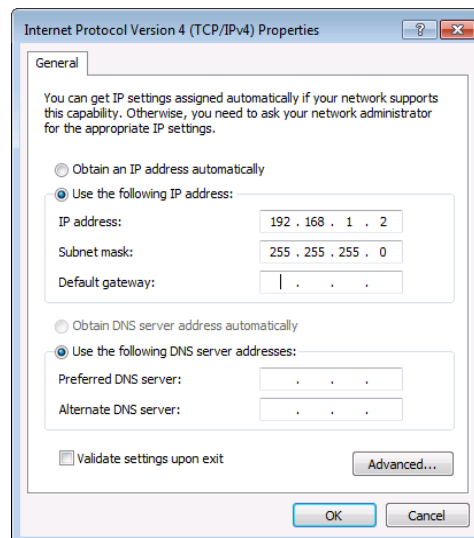 Internet Protocol Version 4 (TCP/IPv4) Properties
General
You can get IP settings assigned automatically if your network supports
this capability. Otherwise, you need to ask your network administrator
for the appropriate IP settings.
Obtain an IP address automatically
Use the following IP address:
IP address: 192 . 168 . 1 . 2
Subnet mask: 255 . 255 . 255 . 0
Default gateway: . . .
Obtain DNS server address automatically
Use the following DNS server addresses:
Preferred DNS server: . . .
Alternate DNS server: . . .
Validate settings upon exit
Advanced...
OK Cancel